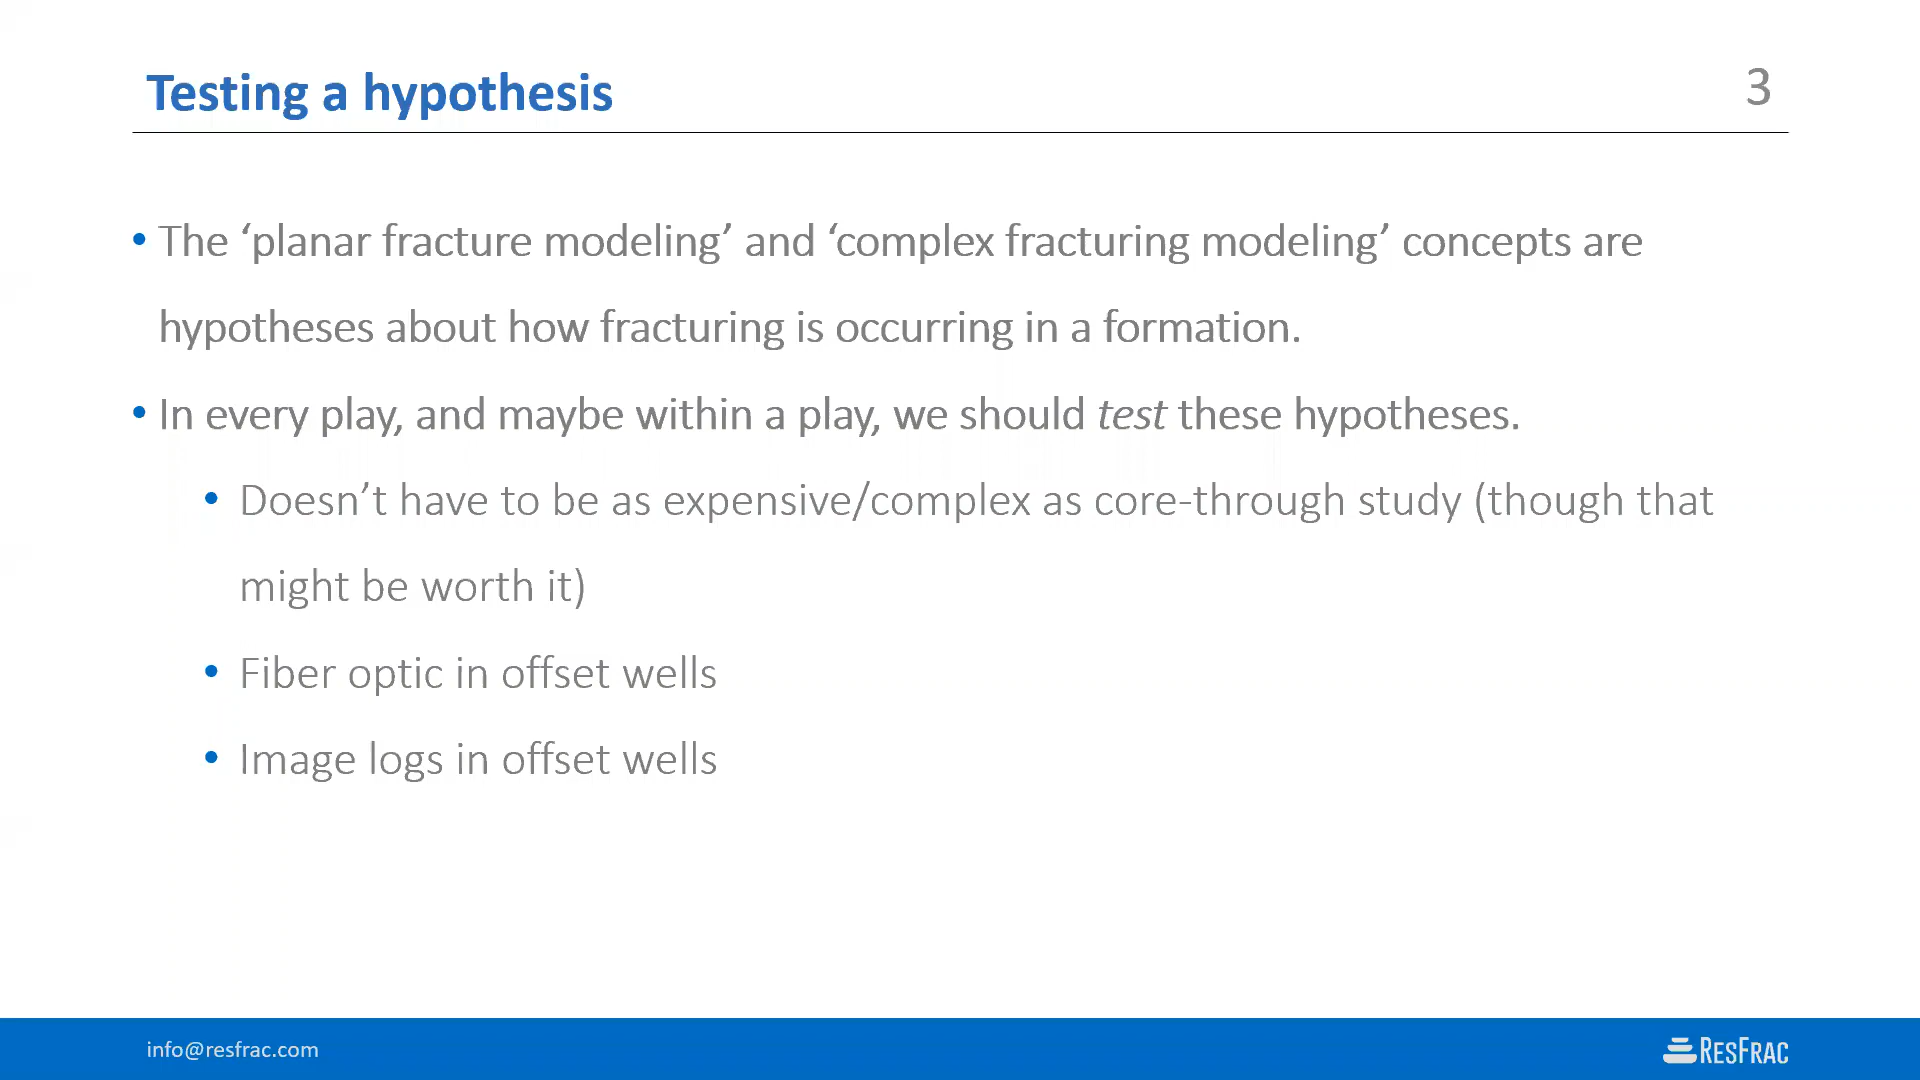 Testing a hypothesis
3
• The ‘planar fracture modeling’ and ‘complex fracturing modeling’ concepts are
hypotheses about how fracturing is occurring in a formation.
• In every play, and maybe within a play, we should test these hypotheses.
• Doesn’t have to be as expensive/complex as core-through study (though that
might be worth it)
• Fiber optic in offset wells
• Image logs in offset wells
info@resfrac.com
RESFRAC